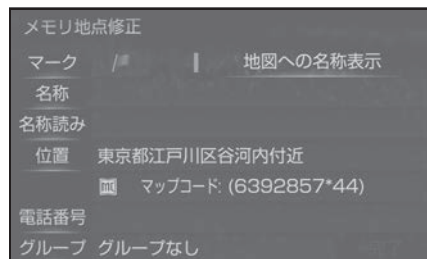 メモリ地点修正
マーク 地図への名称表示
名称
名称読み
位置 東京都江戸川区谷河内付近
マップコード: (6392857*44)
電話番号
グループ グループなし 完了